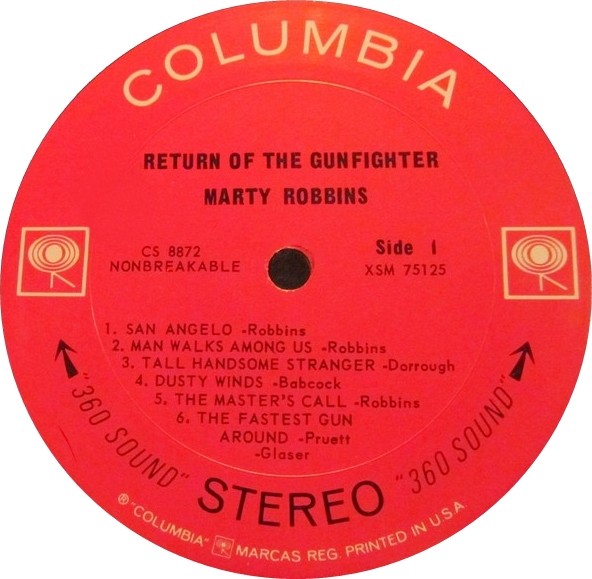 COLUMBIA
RETURN OF THE GUNFIGHTER
MARTY ROBBINS
CS 8872
NONBREAKABLE
Side 1
XSM 75125
1. SAN ANGELO -Robbins
2. MAN WALKS AMONG US -Robbins
3. TALL HANDSOME STRANGER -Dorrough
4. DUSTY WINDS -Babcock
5. THE MASTER'S CALL -Robbins
6. THE FASTEST GUN
AROUND -Pruett
-Glaser
"360 SOUND" STEREO "360 SOUND"
® "COLUMBIA" MARCAS REG. PRINTED IN U.S.A.